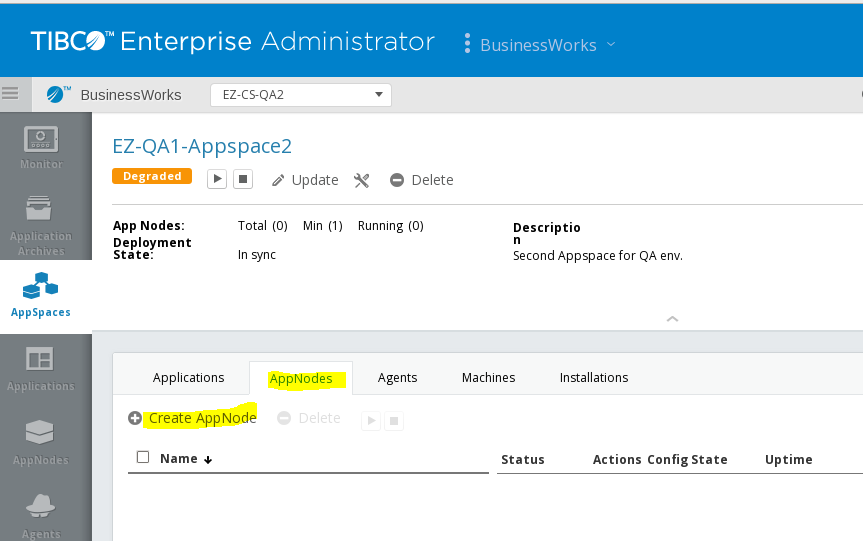 TIBCO™ Enterprise Administrator BusinessWorks
™ BusinessWorks EZ-CS-QA2
Monitor
Application
Archives
AppSpaces
Applications
AppNodes
Agents
EZ-QA1-Appspace2
Degraded Update Delete
App Nodes: Total (0) Min (1) Running (0)
Deployment
State: In sync
Descriptio
n
Second Appspace for QA env.
Applications AppNodes Agents Machines Installations
Create AppNode Delete
Name Status Actions Config State Uptime